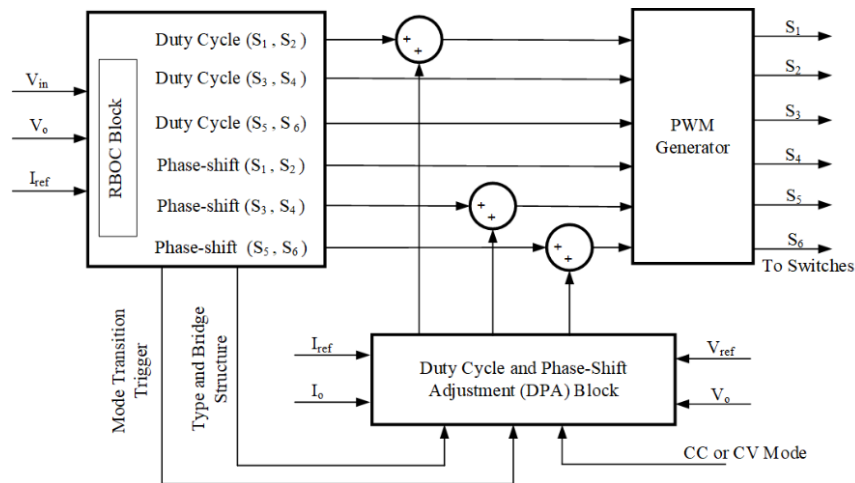 Duty Cycle (S1 , S2 )
Duty Cycle (S3 , S4 )
Duty Cycle (S5 , S6)
Phase-shift (S1 , S2 )
Phase-shift (S3 , S4 )
Phase-shift (S5 , S6 )
RBOC Block
Vin
Vo
Iref
+
+
+
+
+
+
PWM
Generator
S1
S2
S3
S4
S5
S6
To Switches
Mode Transition
Trigger
Type and Bridge
Structure
Iref
Io
Duty Cycle and Phase-Shift
Adjustment (DPA) Block
Vref
Vo
CC or CV Mode